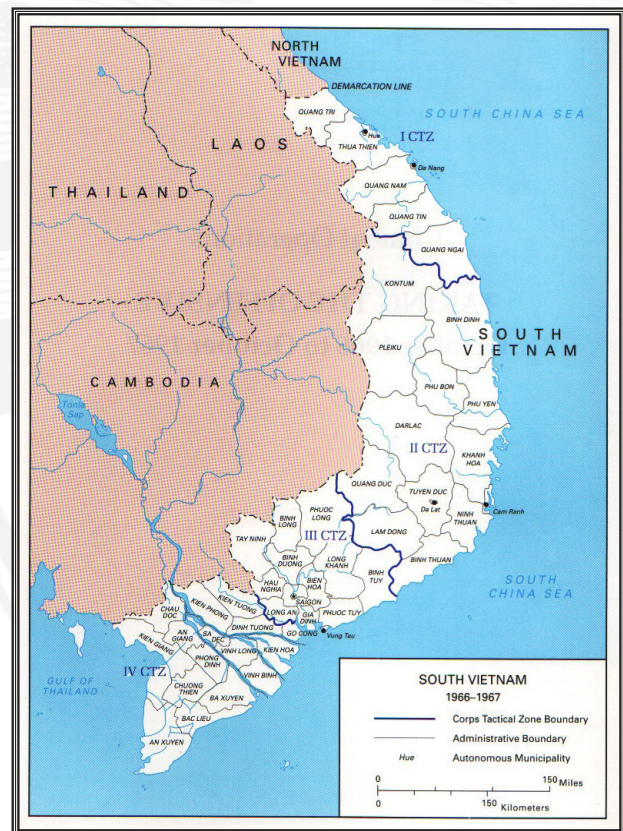 NORTH
VIETNAM
DEMARCATION LINE
SOUTH CHINA SEA
QUANG TRI
Hue
I CTZ
LAOS
THUA THIEN
Da Nang
THAILAND
QUANG NAM
QUANG TIN
QUANG NGAI
KONTUM
BINH DINH
SOUTH
VIETNAM
PLEIKU
CAMBODIA
PHU BON
Tonle
Sap
PHU YEN
DARLAC
II CTZ
KHANH
HOA
QUANG DUC
TUYEN DUC
Da Lat
Cam Ranh
NINH
THUAN
PHUOC
LONG
BINH
LONG
III CTZ
LAM DONG
TAY NINH
BINH THUAN
BINH
DUONG
LONG
KHANH
BINH
TUY
SOUTH
CHINA SEA
HAU
NGHIA
BIEN
HOA
SAIGON
LONG AN
GIA
DINH
PHUOC TUY
Vung Tau
CHAU
DOC
KIEN PHONG
KIEN TUONG
DINH TUONG
GO CONG
AN
GIANG
SA
DEC
KIEN GIANG
VINH LONG
KIEN HOA
PHONG
DINH
IV CTZ
VINH BINH
CHUONG
THIEN
BA XUYEN
GULF OF
THAILAND
BAC LIEU
AN XUYEN
SOUTH VIETNAM
1966–1967
Corps Tactical Zone Boundary
Administrative Boundary
Hue Autonomous Municipality
0 150 Miles
0 150 Kilometers